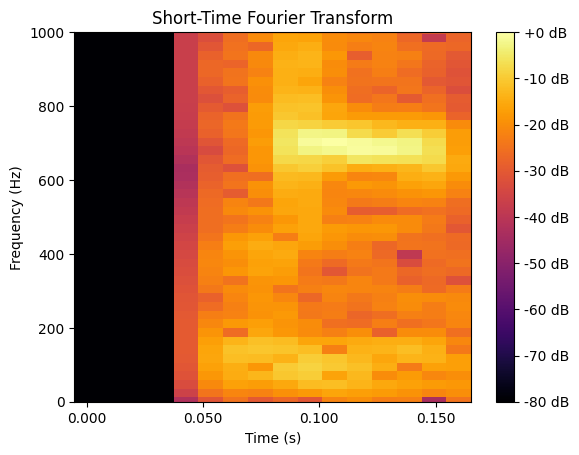 Short-Time Fourier Transform
1000
800
600
400
200
0
Frequency (Hz)
0.000
0.050
0.100
0.150
Time (s)
+0 dB
-10 dB
-20 dB
-30 dB
-40 dB
-50 dB
-60 dB
-70 dB
-80 dB